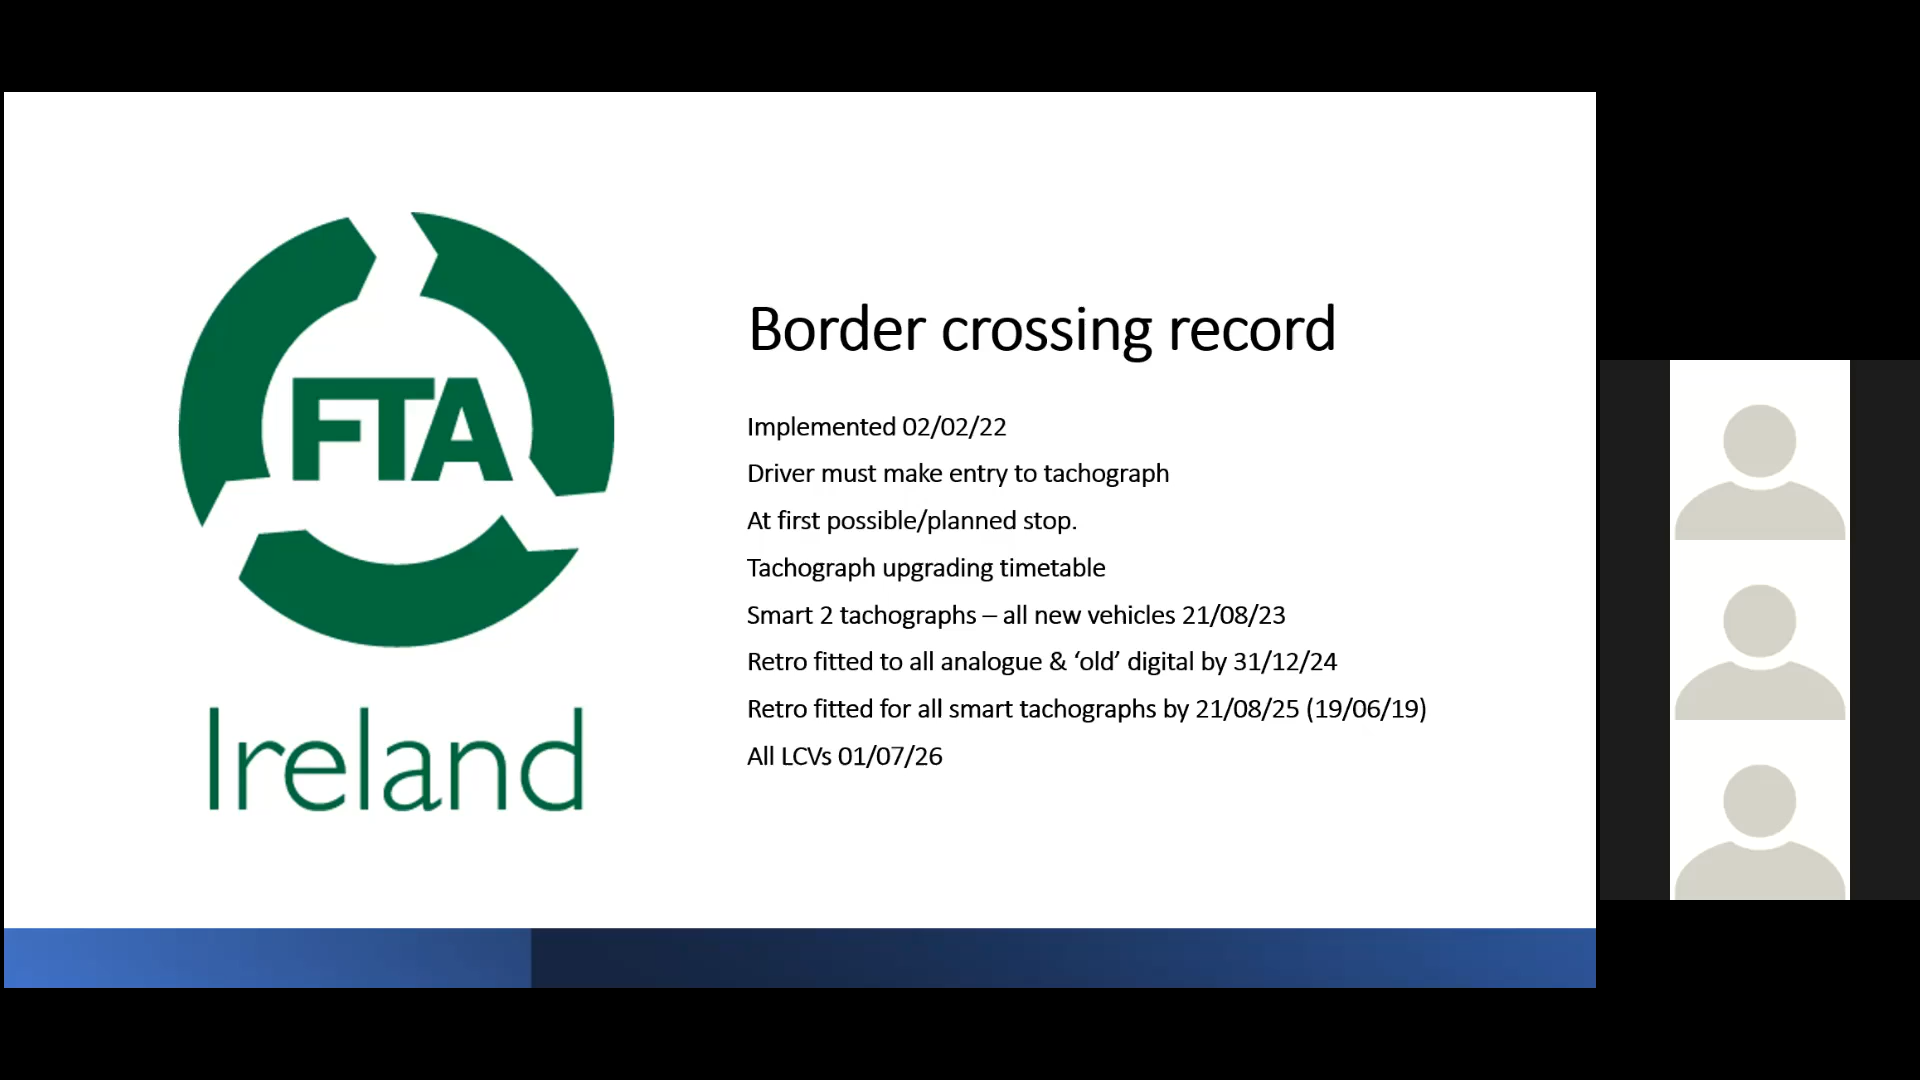 FTA
Ireland
Border crossing record
Implemented 02/02/22
Driver must make entry to tachograph
At first possible/planned stop.
Tachograph upgrading timetable
Smart 2 tachographs – all new vehicles 21/08/23
Retro fitted to all analogue & ‘old’ digital by 31/12/24
Retro fitted for all smart tachographs by 21/08/25 (19/06/19)
All LCVs 01/07/26